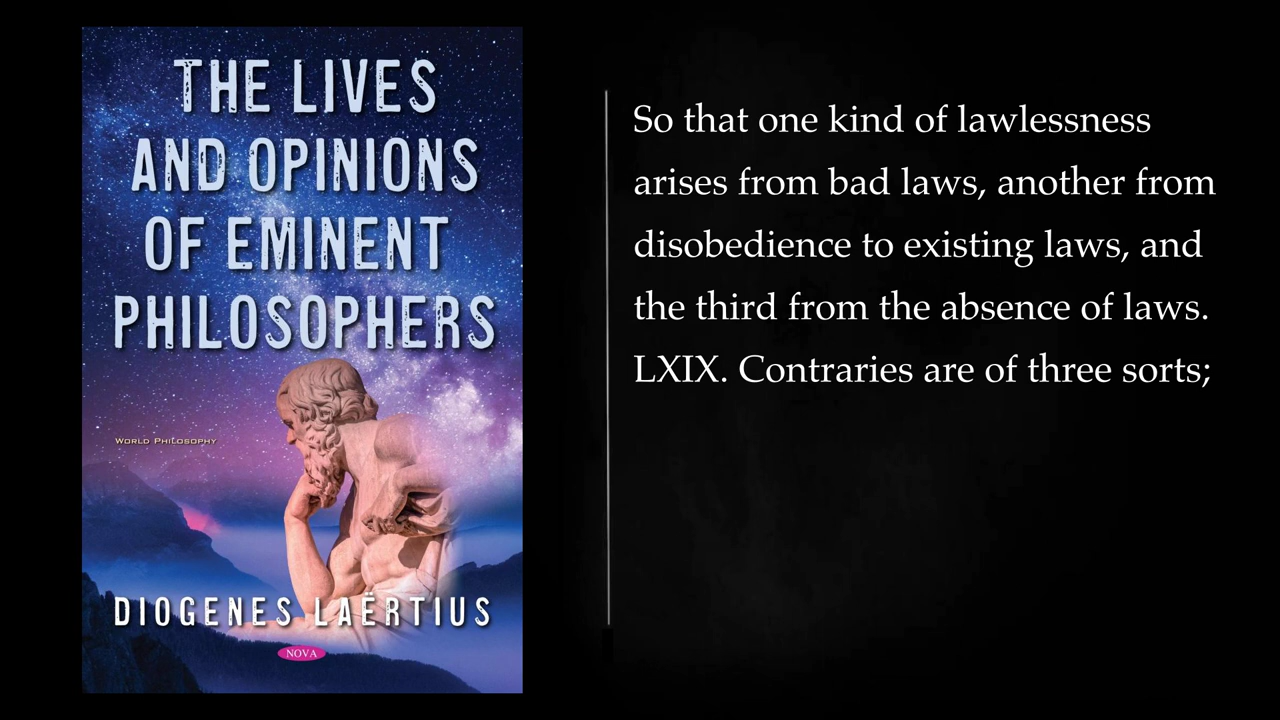 THE LIVES
AND OPINIONS
OF EMINENT
PHILOSOPHERS
WORLD PHILOSOPHY
DIOGENES LAËRTIUS
NOVA
So that one kind of lawlessness
arises from bad laws, another from
disobedience to existing laws, and
the third from the absence of laws.
LXIX. Contraries are of three sorts;